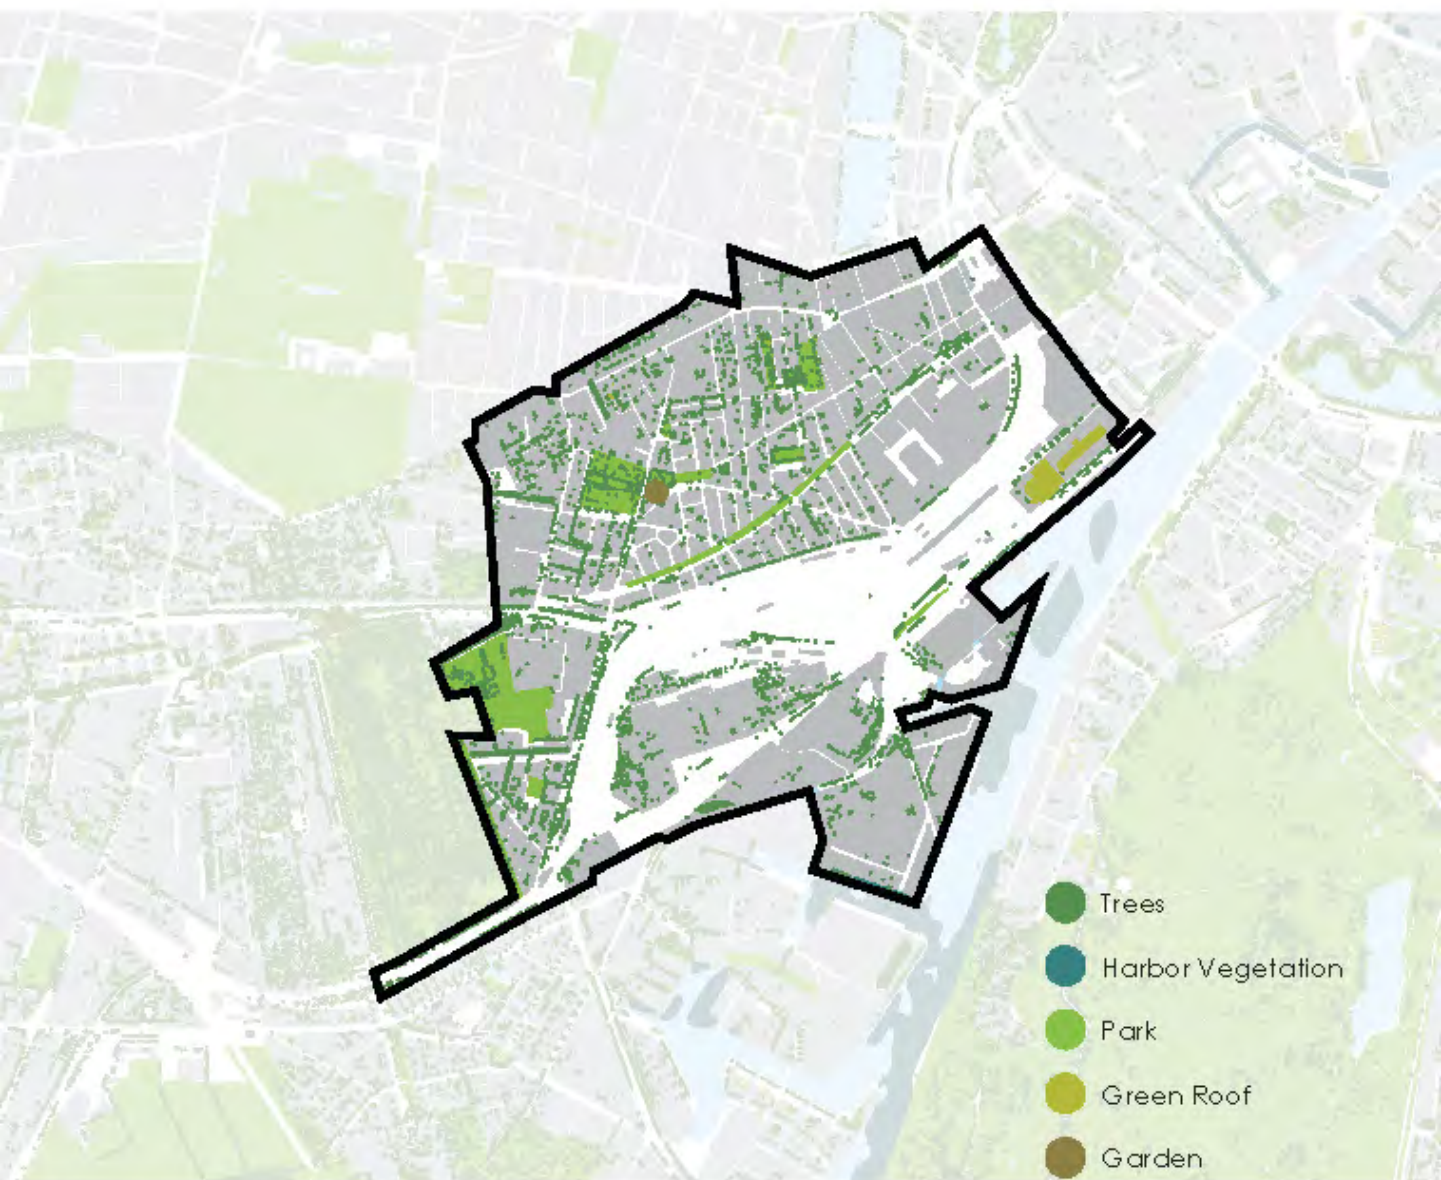 Trees
Harbor Vegetation
Park
Green Roof
Garden